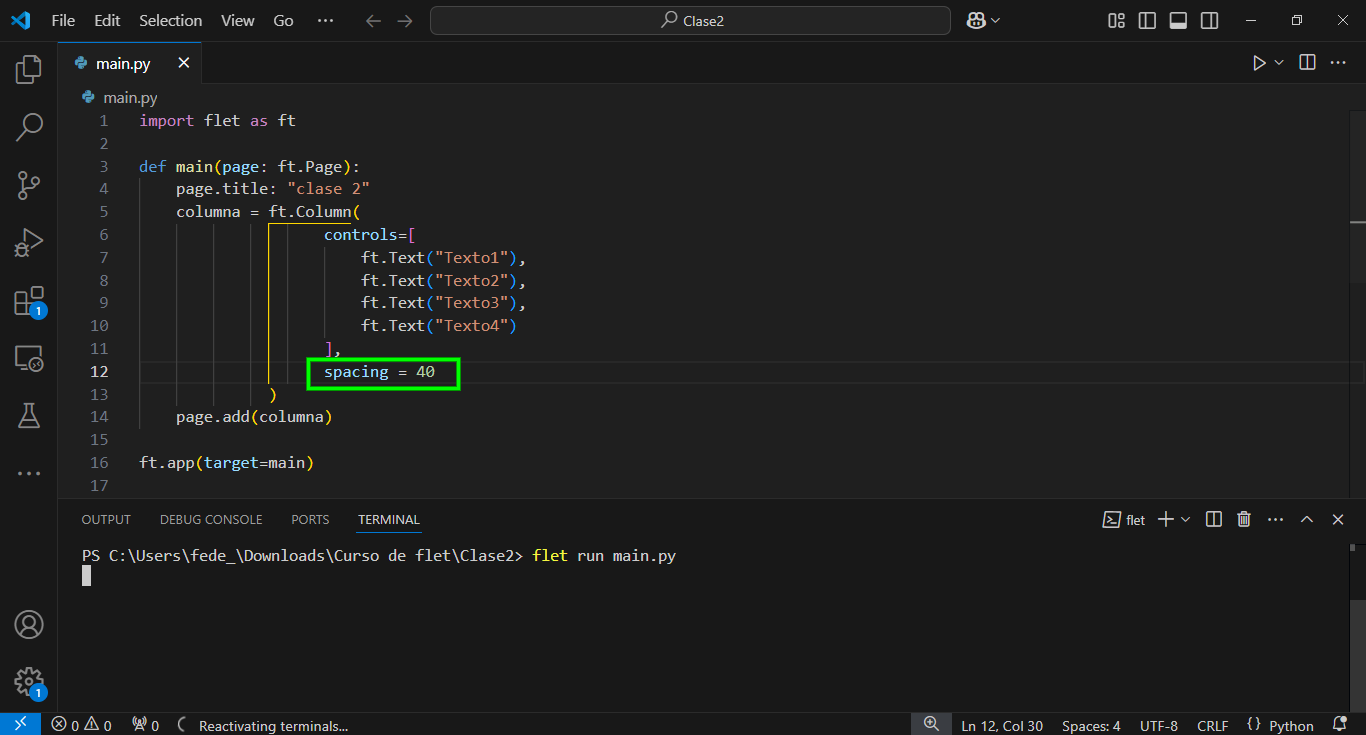 File Edit Selection View Go ··· Clase2
main.py
main.py
1 import flet as ft
2
3 def main(page: ft.Page):
4 page.title: "clase 2"
5 columna = ft.Column(
6 controls=[
7 ft.Text("Texto1"),
8 ft.Text("Texto2"),
9 ft.Text("Texto3"),
10 ft.Text("Texto4")
11 ],
12 spacing = 40
13 )
14 page.add(columna)
15
16 ft.app(target=main)
17
1
OUTPUT DEBUG CONSOLE PORTS TERMINAL flet
PS C:\Users\fede_\Downloads\Curso de flet\Clase2> flet run main.py
1
0 0 0 Reactivating terminals... Ln 12, Col 30 Spaces: 4 UTF-8 CRLF {} Python